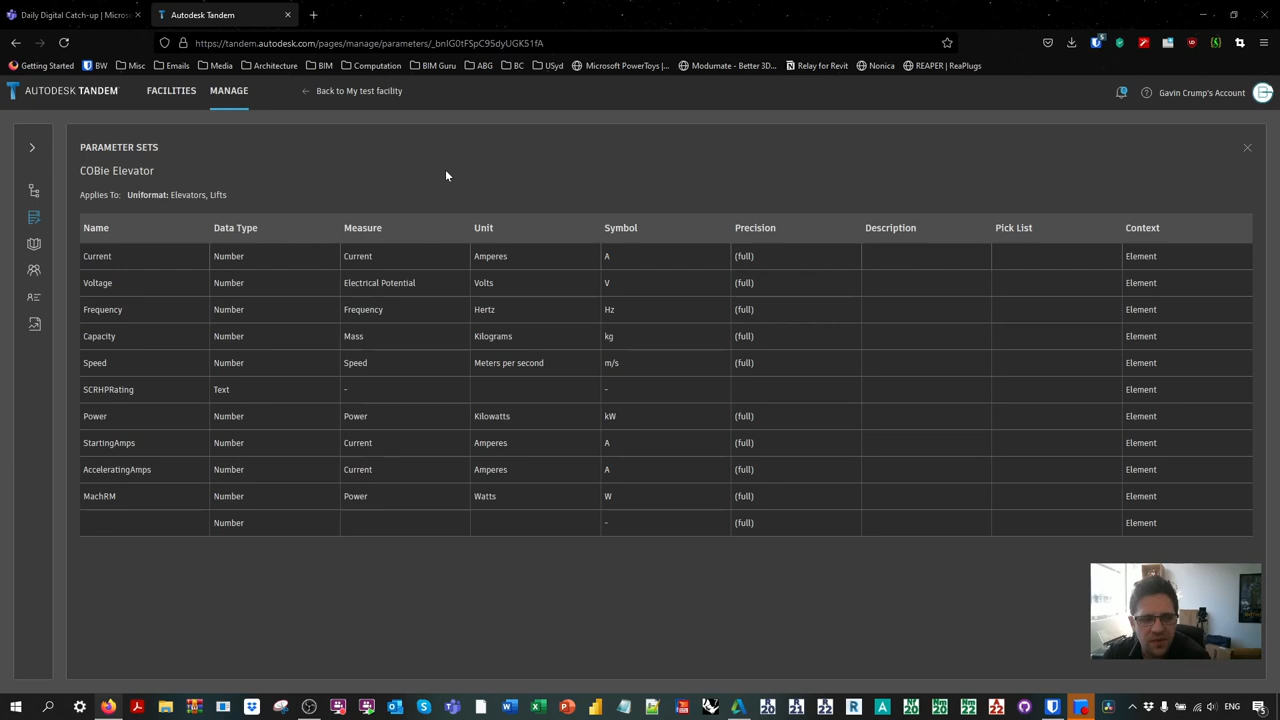 Daily Digital Catch-up | Micros
Autodesk Tandem
https://tandem.autodesk.com/pages/manage/parameters/_bnIG0tFSpC95dyUGK51fA
Getting Started BW Misc Emails Media Architecture BIM Computation BIM Guru ABG BC USyd Microsoft PowerToys |... Modumate - Better 3D... Relay for Revit Nonica REAPER | ReaPlugs
AUTODESK TANDEM FACILITIES MANAGE Back to My test facility Gavin Crump's Account
PARAMETER SETS
COBie Elevator
Applies To: Uniformat: Elevators, Lifts
Name Data Type Measure Unit Symbol Precision Description Pick List Context
Current Number Current Amperes A (full) Element
Voltage Number Electrical Potential Volts V (full) Element
Frequency Number Frequency Hertz Hz (full) Element
Capacity Number Mass Kilograms kg (full) Element
Speed Number Speed Meters per second m/s (full) Element
SCRHPRating Text - - Element
Power Number Power Kilowatts kW (full) Element
StartingAmps Number Current Amperes A (full) Element
AcceleratingAmps Number Current Amperes A (full) Element
MachRM Number Power Watts W (full) Element
Number - (full) Element
ENG